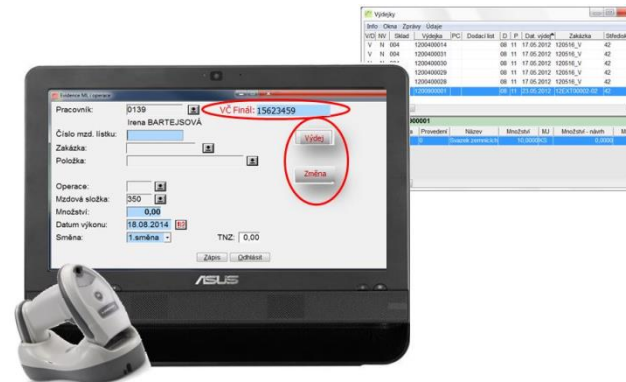 Výdejky
Info Okna Zprávy Údaje
V/D NV Sklad Výdejka PC Dodací list D P Dat. výdej Zakázka Středisk
V N 004 1200400014 08 11 17.05.2012 120516_V 42
V N 004 1200400031 08 11 17.05.2012 120516_V 42
V N 004 1200400030 08 11 17.05.2012 120516_V 42
1200400029 08 11 17.05.2012 120516_V 42
1200400028 08 11 17.05.2012 120516_V 42
1200800001 08 11 23.05.2012 12EXT00002-02 42
00001
Provedení Název Množství MJ Množství - návrh M
0 Svazek zemnících 10,0000 KS 0,0000
Evidence ML i operace
Pracovník: 0139 VČ Finál: 15623459
Irena BARTEJSOVÁ
Číslo mzd. lístku:
Výdej
Zakázka:
Položka:
Změna
Operace:
Mzdová složka: 350
Množství: 0,00
Datum výkonu: 18.08.2014
Směna: 1.směna TNZ: 0,00
Zápis Odhlásit
ASUS